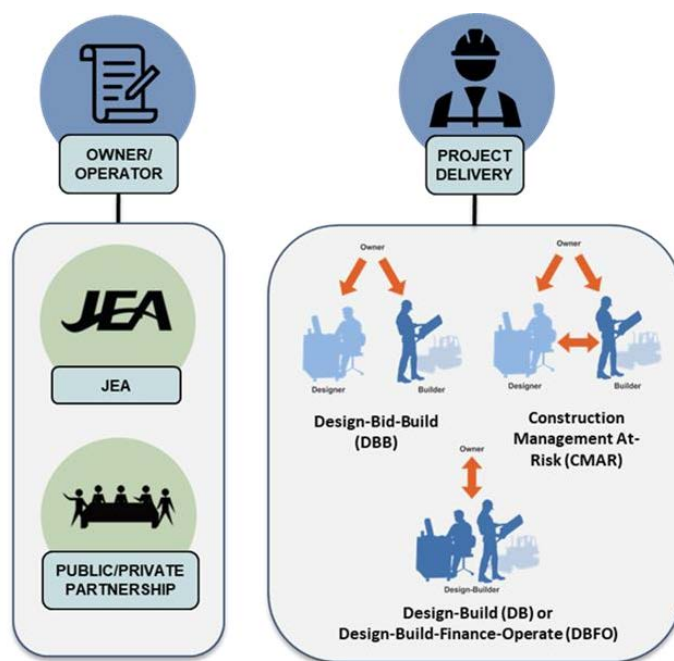 OWNER/
OPERATOR
JEA
JEA
PUBLIC/PRIVATE
PARTNERSHIP
PROJECT
DELIVERY
Owner
Designer
Builder
Design-Bid-Build
(DBB)
Owner
Designer
Builder
Construction
Management At-
Risk (CMAR)
Owner
Design-Builder
Design-Build (DB) or
Design-Build-Finance-Operate (DBFO)